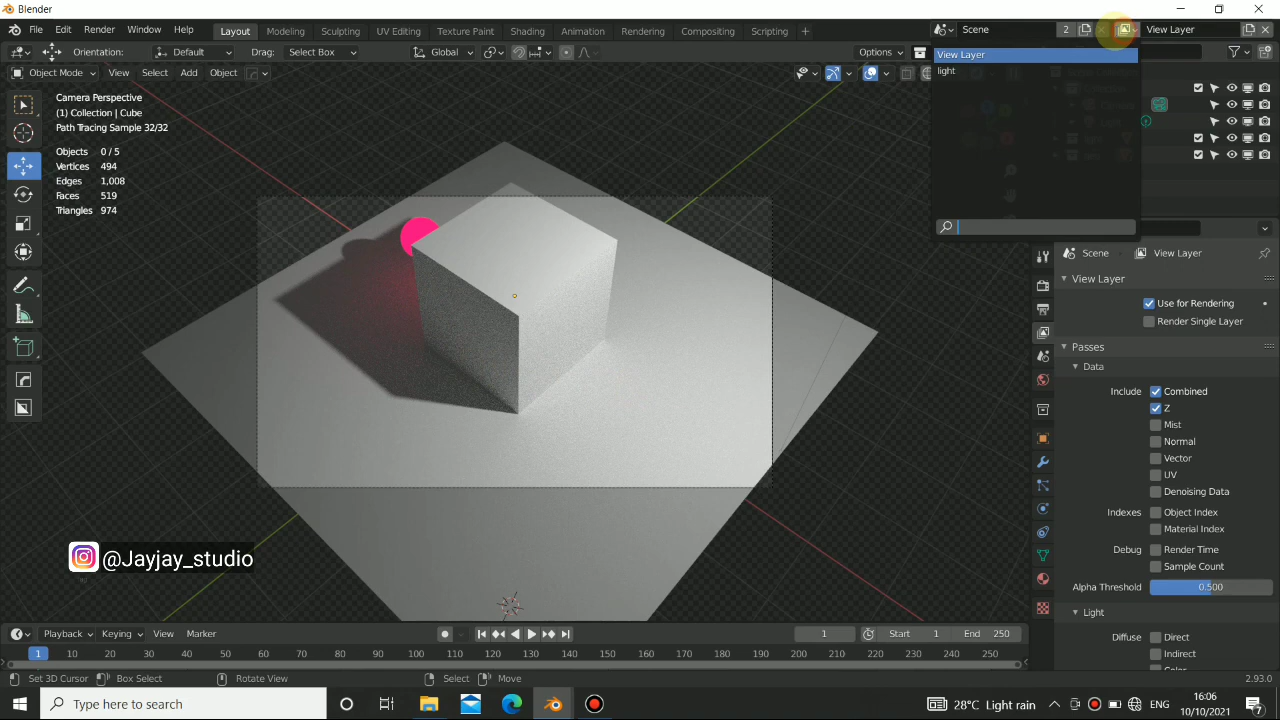 Blender
File Edit Render Window Help Layout Modeling Sculpting UV Editing Texture Paint Shading Animation Rendering Compositing Scripting + Scene 2 View Layer
Orientation: Default Drag: Select Box Global Options
Object Mode View Select Add Object
View Layer
light
Camera Perspective
(1) Collection | Cube
Path Tracing Sample 32/32
Objects 0 / 5
Vertices 494
Edges 1,008
Faces 519
Triangles 974
Scene View Layer
View Layer
Use for Rendering
Render Single Layer
Passes
Data
Include Combined
Z
Mist
Normal
Vector
UV
Denoising Data
Indexes Object Index
Material Index
Debug Render Time
Sample Count
Alpha Threshold 0.500
Light
Diffuse Direct
Indirect
@Jayjay_studio
Playback Keying View Marker 1 Start 1 End 250
1 10 20 30 40 50 60 70 80 90 100 110 120 130 140 150 160 170 180 190 200 210 220 230 240 250
Set 3D Cursor Box Select Rotate View Select Move 2.93.0
Type here to search 28°C Light rain ENG 16:06
10/10/2021 7